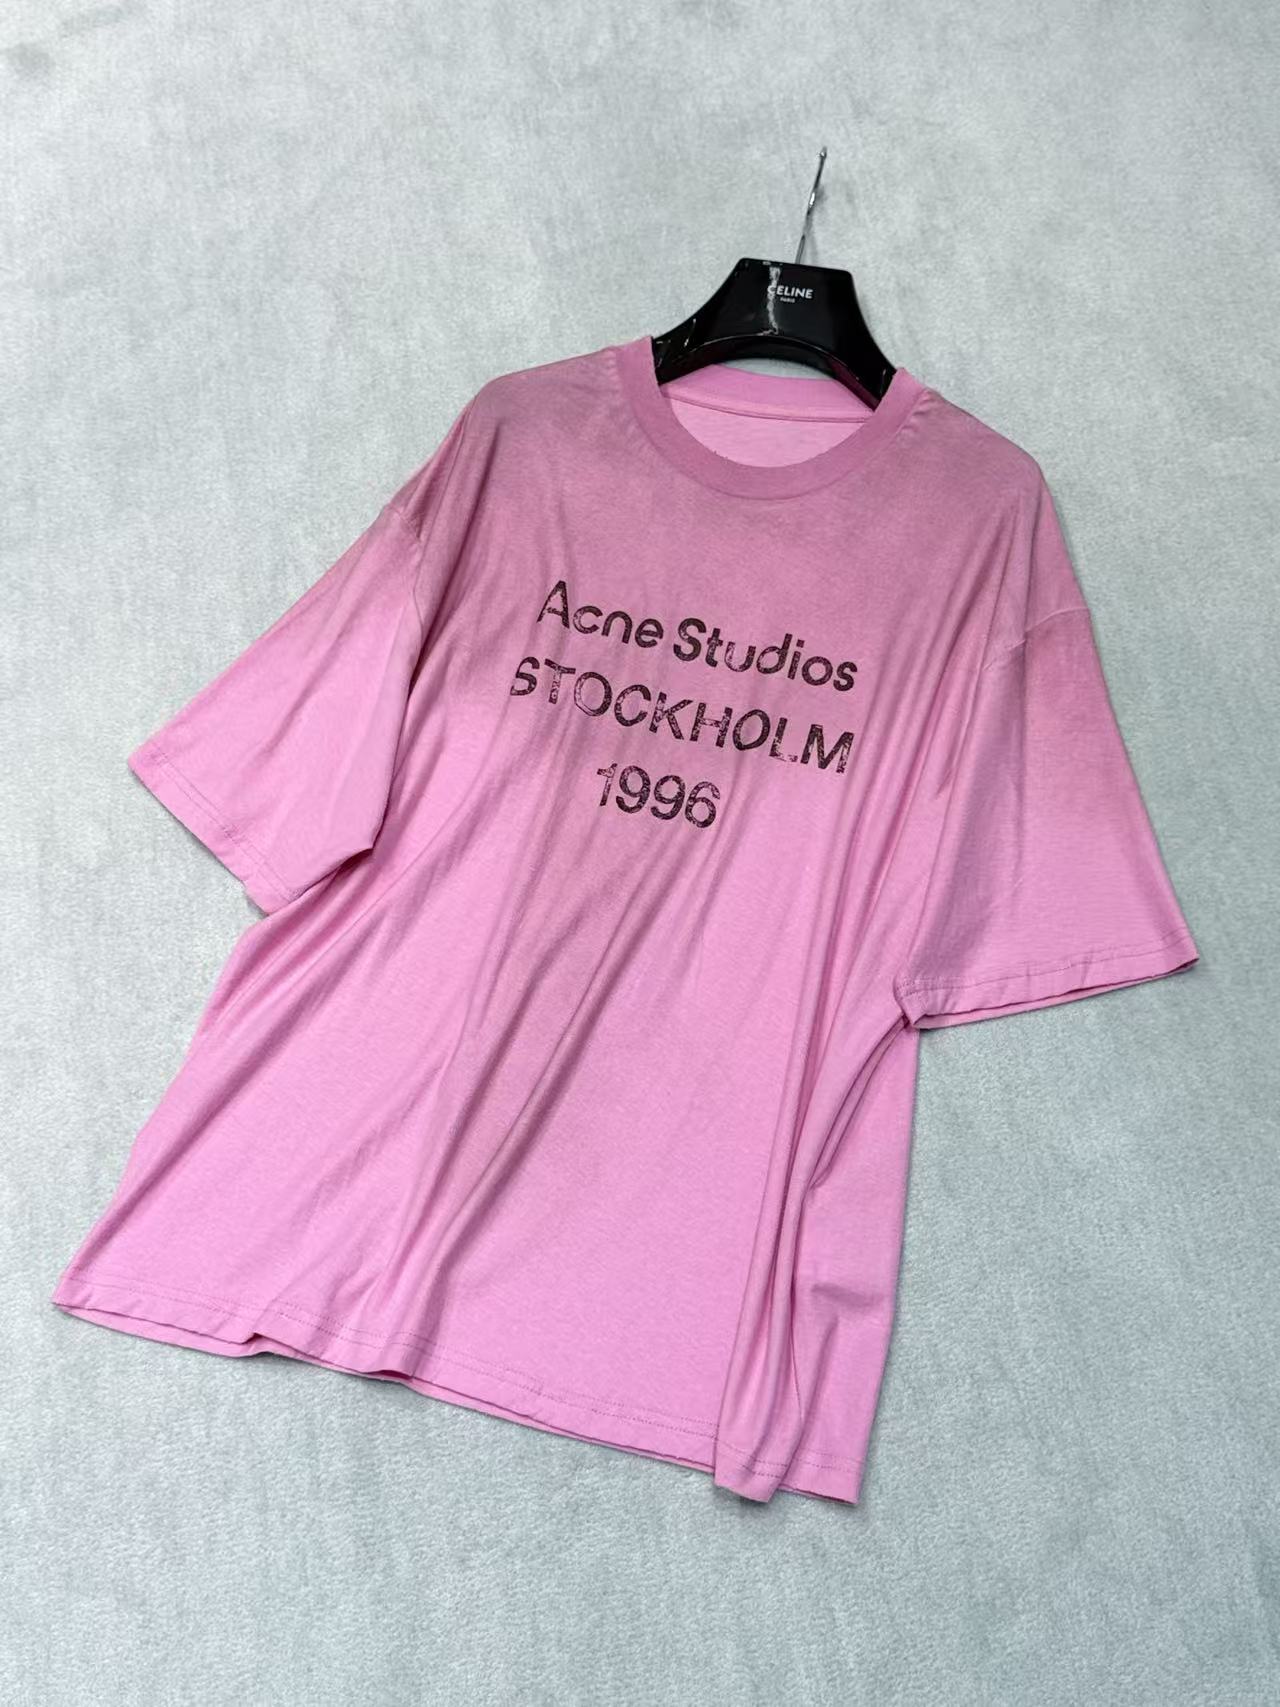 CELINE
PARIS
Acne Studios
STOCKHOLM
1996